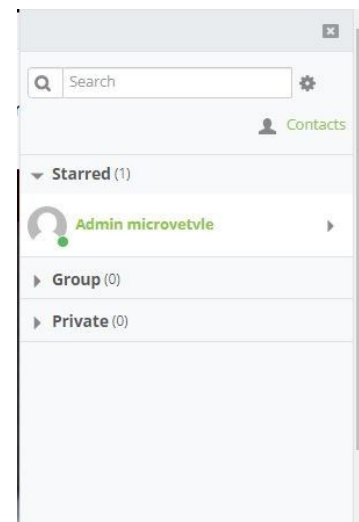 Search
Contacts
Starred (1)
Admin microvetvle
Group (0)
Private (0)